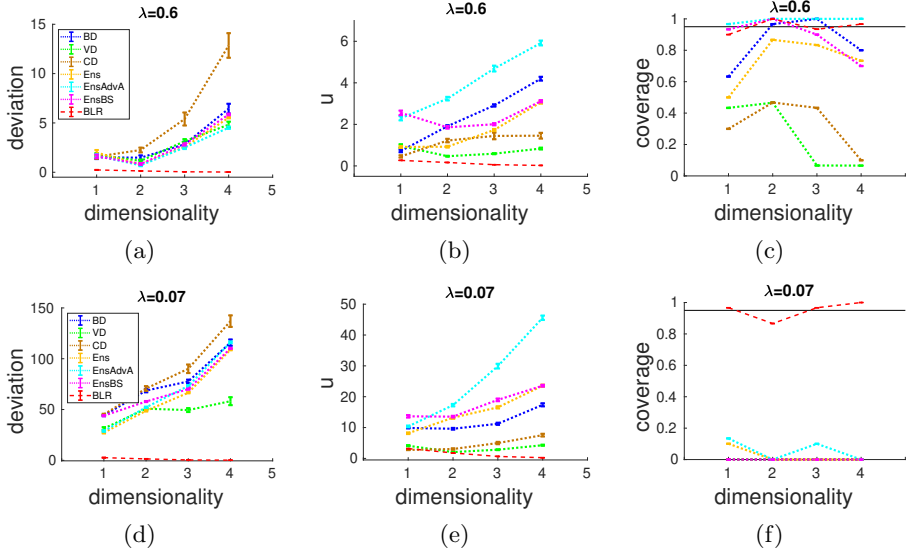 λ=0.6
deviation
15
10
5
0
BD
VD
CD
Ens
EnsAdvA
EnsBS
BLR
1 2 3 4 5
dimensionality
(a)
λ=0.6
u
6
4
2
0
1 2 3 4 5
dimensionality
(b)
λ=0.6
coverage
1
0.8
0.6
0.4
0.2
0
1 2 3 4
dimensionality
(c)
λ=0.07
deviation
150
100
50
0
BD
VD
CD
Ens
EnsAdvA
EnsBS
BLR
1 2 3 4 5
dimensionality
(d)
λ=0.07
u
50
40
30
20
10
0
1 2 3 4 5
dimensionality
(e)
λ=0.07
coverage
1
0.8
0.6
0.4
0.2
0
1 2 3 4
dimensionality
(f)